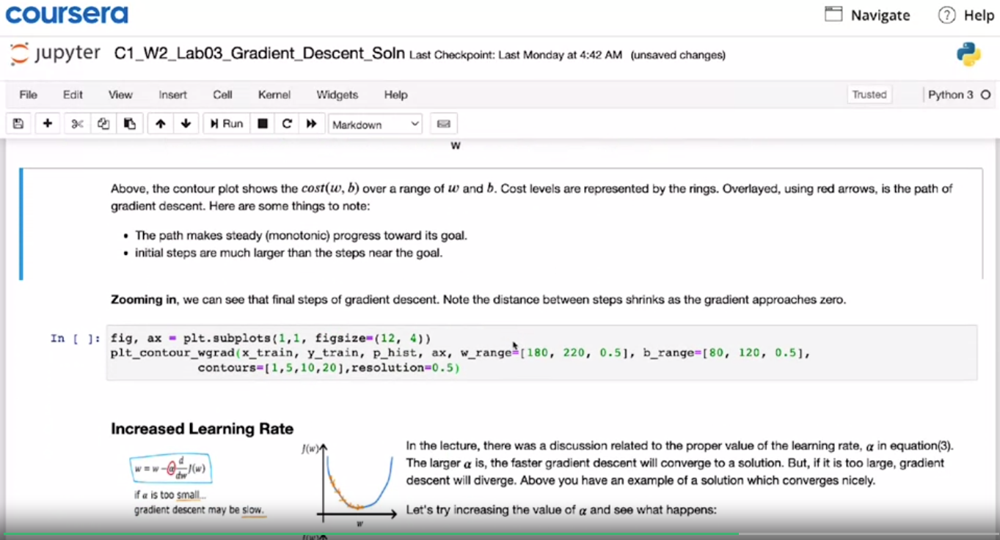 coursera
Navigate
Help
jupyter C1_W2_Lab03_Gradient_Descent_Soln Last Checkpoint: Last Monday at 4:42 AM (unsaved changes)
File Edit View Insert Cell Kernel Widgets Help Trusted Python 3
Run Markdown
w
Above, the contour plot shows the cost(w, b) over a range of w and b. Cost levels are represented by the rings. Overlayed, using red arrows, is the path of
gradient descent. Here are some things to note:
• The path makes steady (monotonic) progress toward its goal.
• initial steps are much larger than the steps near the goal.
Zooming in, we can see that final steps of gradient descent. Note the distance between steps shrinks as the gradient approaches zero.
In [ ]: fig, ax = plt.subplots(1,1, figsize=(12, 4))
plt_contour_wgrad(x_train, y_train, p_hist, ax, w_range=[180, 220, 0.5], b_range=[80, 120, 0.5],
contours=[1,5,10,20],resolution=0.5)
Increased Learning Rate
w = w - α d/dw J(w)
if α is too small...
gradient descent may be slow.
J(w)
w
In the lecture, there was a discussion related to the proper value of the learning rate, α in equation(3).
The larger α is, the faster gradient descent will converge to a solution. But, if it is too large, gradient
descent will diverge. Above you have an example of a solution which converges nicely.
Let's try increasing the value of α and see what happens: